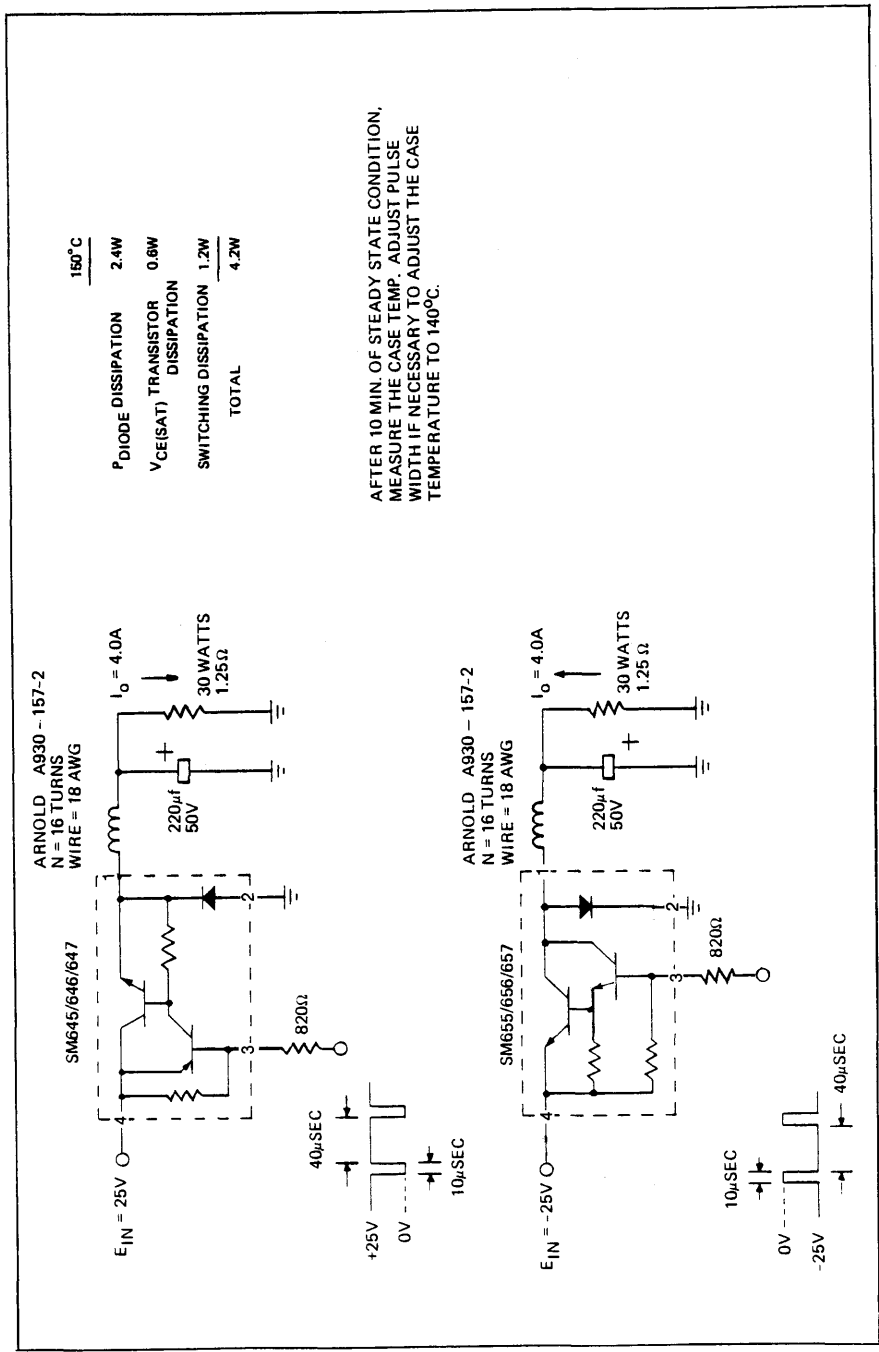 ARNOLD A930 – 157-2
N = 16 TURNS
WIRE = 18 AWG
SM645/646/647
EIN = 25V
4
1
2
3
820Ω
220µf
50V
+
Io = 4.0A
30 WATTS
1.25Ω
40µSEC
+25V
0V
10µSEC
150°C
PDIODE DISSIPATION 2.4W
VCE(SAT) TRANSISTOR 0.6W
DISSIPATION
SWITCHING DISSIPATION 1.2W
TOTAL 4.2W
ARNOLD A930 – 157-2
N = 16 TURNS
WIRE = 18 AWG
SM655/656/657
EIN = -25V
4
1
2
3
820Ω
220µf
50V
+
Io = 4.0A
30 WATTS
1.25Ω
10µSEC
0V
-25V
40µSEC
AFTER 10 MIN. OF STEADY STATE CONDITION,
MEASURE THE CASE TEMP. ADJUST PULSE
WIDTH IF NECESSARY TO ADJUST THE CASE
TEMPERATURE TO 140°C.